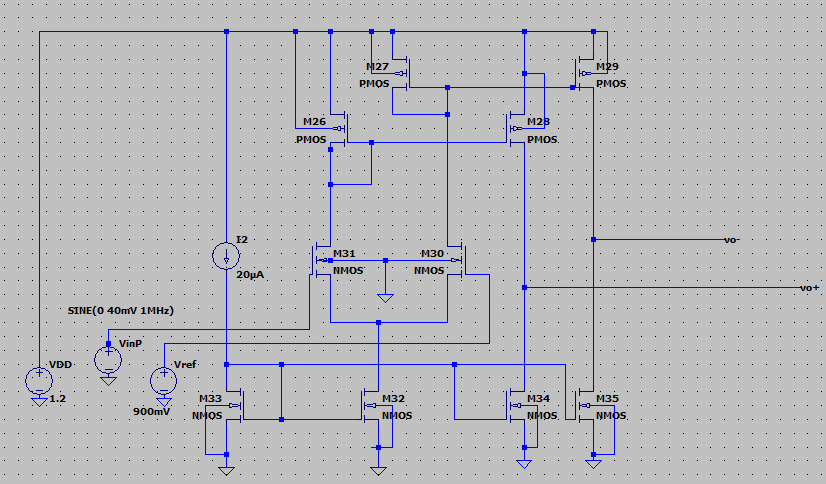 M27
PMOS
M29
PMOS
M26
PMOS
M28
PMOS
I2
20µA
vo-
M31
NMOS
M30
NMOS
vo+
SINE(0 40mV 1MHz)
VinP
Vref
900mV
VDD
1.2
M33
NMOS
M32
NMOS
M34
NMOS
M35
NMOS